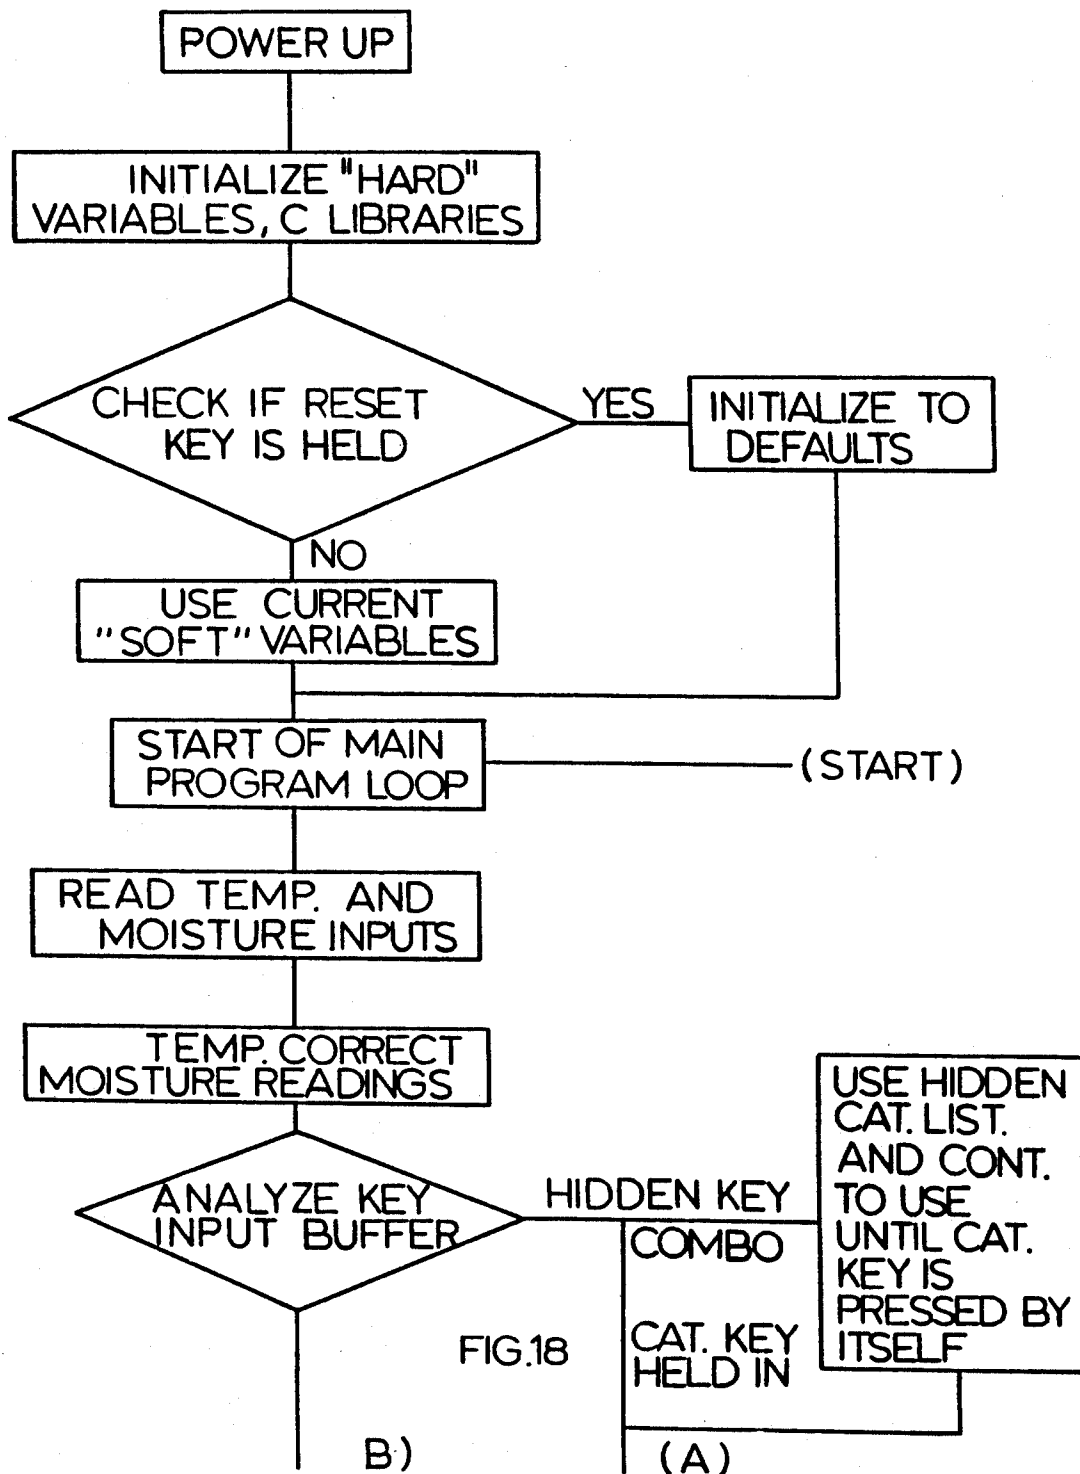 POWER UP
INITIALIZE "HARD"
VARIABLES, C LIBRARIES
CHECK IF RESET
KEY IS HELD
YES
INITIALIZE TO
DEFAULTS
NO
USE CURRENT
"SOFT" VARIABLES
START OF MAIN
PROGRAM LOOP
(START)
READ TEMP. AND
MOISTURE INPUTS
TEMP. CORRECT
MOISTURE READINGS
ANALYZE KEY
INPUT BUFFER
HIDDEN KEY
COMBO
USE HIDDEN
CAT. LIST.
AND CONT.
TO USE
UNTIL CAT.
KEY IS
PRESSED BY
ITSELF
CAT. KEY
HELD IN
FIG.18
B)
(A)